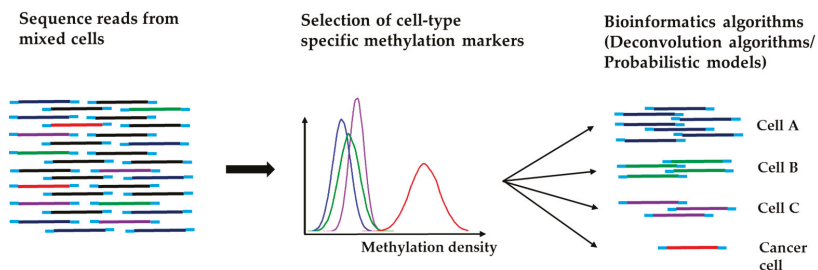 Sequence reads from
mixed cells
Selection of cell-type
specific methylation markers
Methylation density
Bioinformatics algorithms
(Deconvolution algorithms/
Probabilistic models)
Cell A
Cell B
Cell C
Cancer
cell